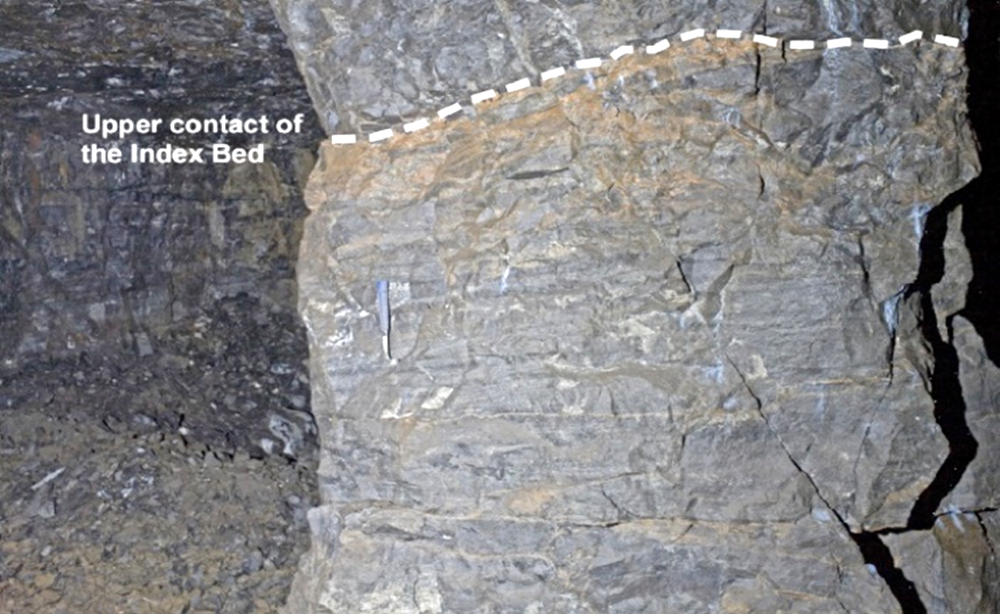 Upper contact of
the Index Bed